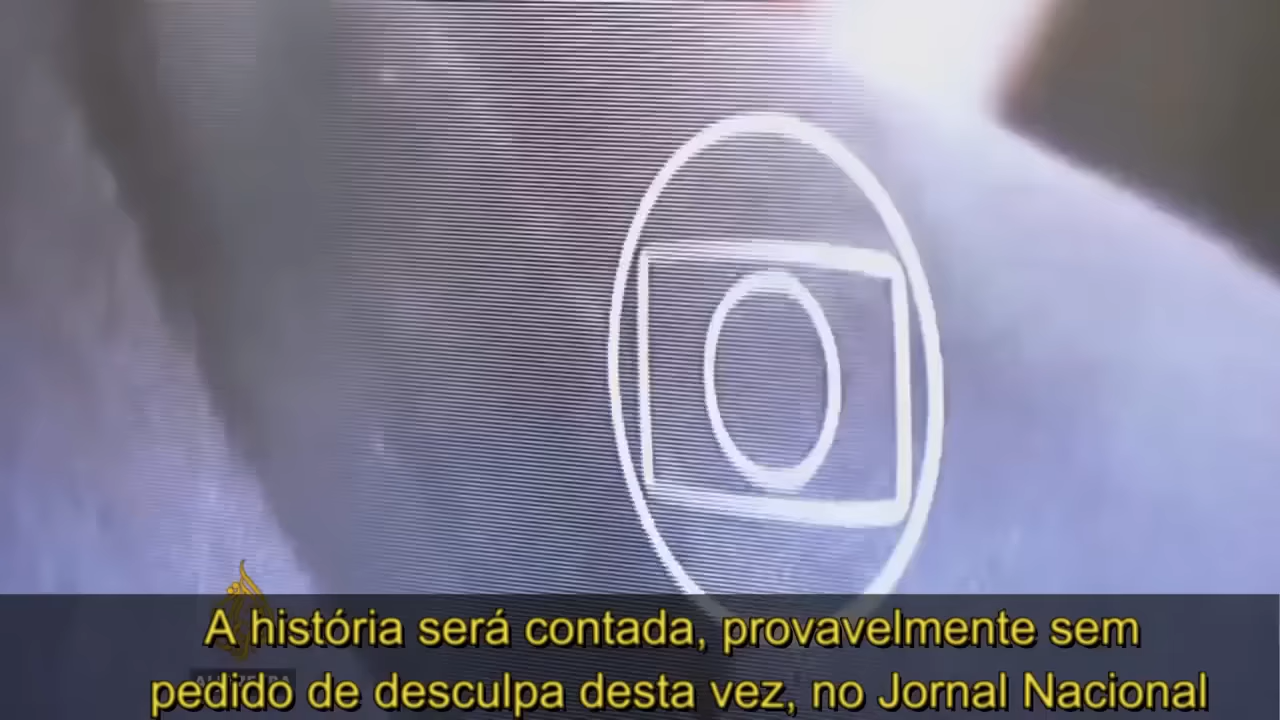 A história será contada, provavelmente sem
pedido de desculpa desta vez, no Jornal Nacional